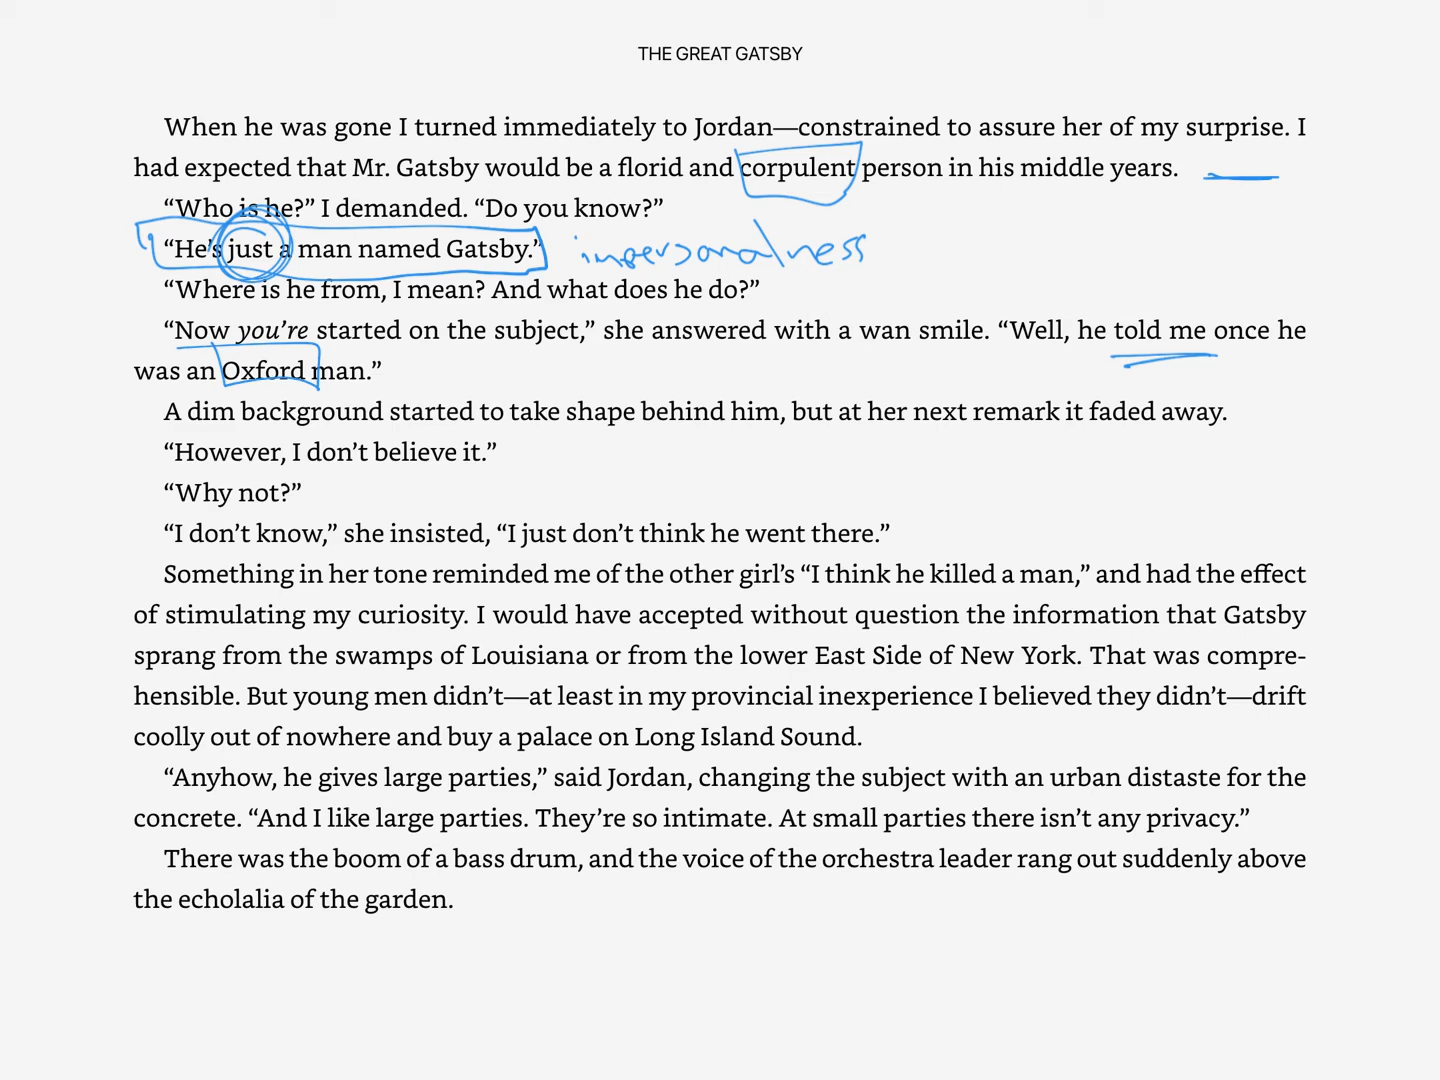 THE GREAT GATSBY
When he was gone I turned immediately to Jordan—constrained to assure her of my surprise. I
had expected that Mr. Gatsby would be a florid and corpulent person in his middle years.
“Who is he?” I demanded. “Do you know?”
“He’s just a man named Gatsby.” impersonalness
“Where is he from, I mean? And what does he do?”
“Now you’re started on the subject,” she answered with a wan smile. “Well, he told me once he
was an Oxford man.”
A dim background started to take shape behind him, but at her next remark it faded away.
“However, I don’t believe it.”
“Why not?”
“I don’t know,” she insisted, “I just don’t think he went there.”
Something in her tone reminded me of the other girl’s “I think he killed a man,” and had the effect
of stimulating my curiosity. I would have accepted without question the information that Gatsby
sprang from the swamps of Louisiana or from the lower East Side of New York. That was compre-
hensible. But young men didn’t—at least in my provincial inexperience I believed they didn’t—drift
coolly out of nowhere and buy a palace on Long Island Sound.
“Anyhow, he gives large parties,” said Jordan, changing the subject with an urban distaste for the
concrete. “And I like large parties. They’re so intimate. At small parties there isn’t any privacy.”
There was the boom of a bass drum, and the voice of the orchestra leader rang out suddenly above
the echolalia of the garden.